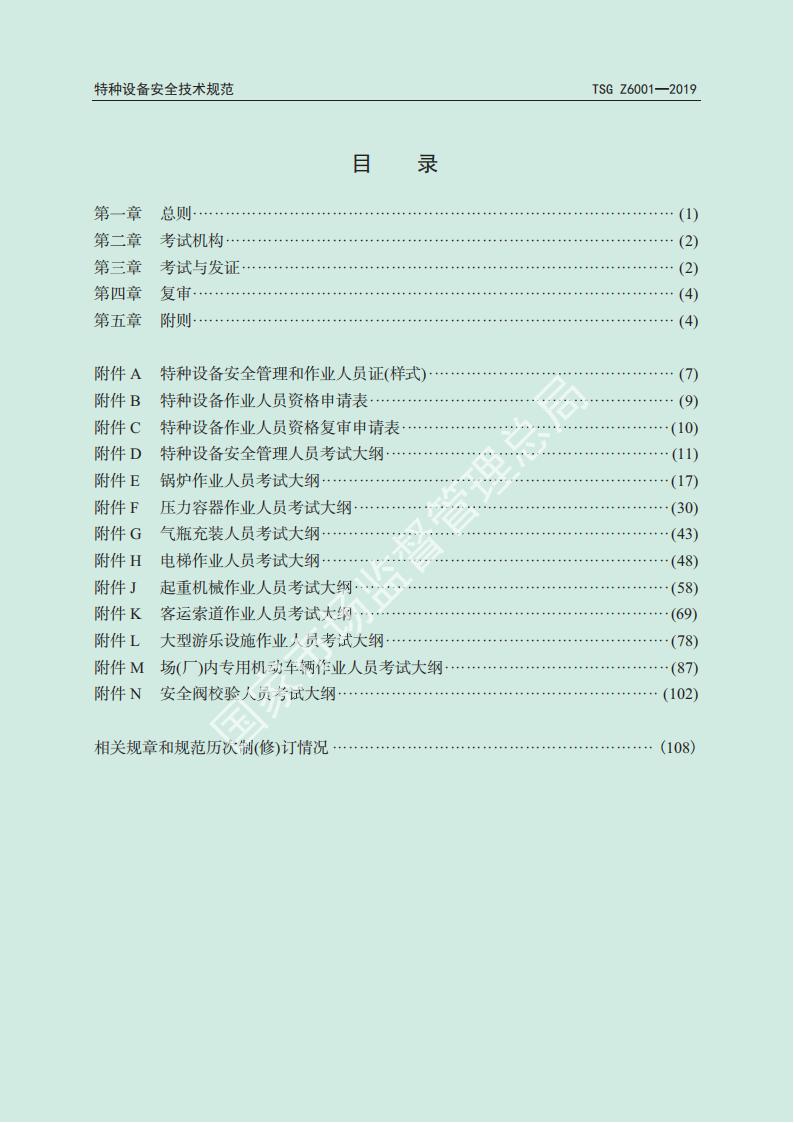 特种设备安全技术规范 TSG Z6001—2019
目 录
第一章 总则 (1)
第二章 考试机构 (2)
第三章 考试与发证 (2)
第四章 复审 (4)
第五章 附则 (4)
附件 A 特种设备安全管理和作业人员证(样式) (7)
附件 B 特种设备作业人员资格申请表 (9)
附件 C 特种设备作业人员资格复审申请表 (10)
附件 D 特种设备安全管理人员考试大纲 (11)
附件 E 锅炉作业人员考试大纲 (17)
附件 F 压力容器作业人员考试大纲 (30)
附件 G 气瓶充装人员考试大纲 (43)
附件 H 电梯作业人员考试大纲 (48)
附件 J 起重机械作业人员考试大纲 (58)
附件 K 客运索道作业人员考试大纲 (69)
附件 L 大型游乐设施作业人员考试大纲 (78)
附件 M 场(厂)内专用机动车辆作业人员考试大纲 (87)
附件 N 安全阀校验人员考试大纲 (102)
相关规章和规范历次制(修)订情况 (108)
国家市场监督管理总局